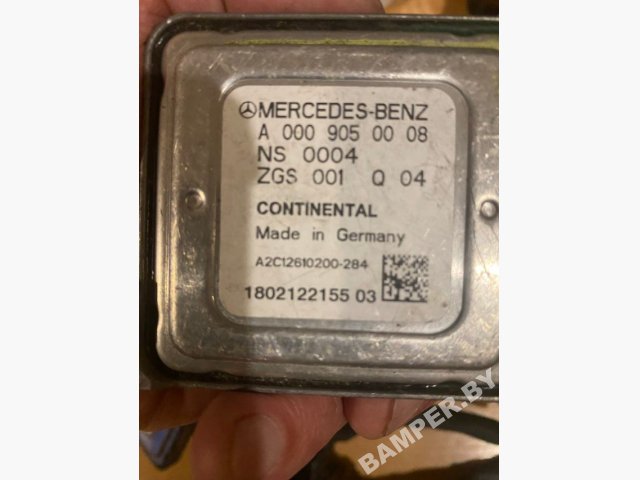 MERCEDES-BENZ
A 000 905 00 08
NS 0004
ZGS 001 Q 04
CONTINENTAL
Made in Germany
A2C12610200-284
1802122155 03
BAMPER.BY